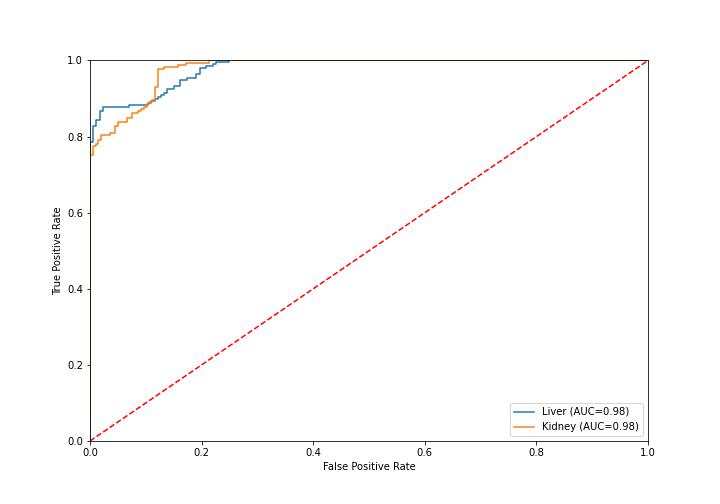 1.0
0.8
0.6
0.4
0.2
0.0
True Positive Rate
Liver (AUC=0.98)
Kidney (AUC=0.98)
0.0 0.2 0.4 0.6 0.8 1.0
False Positive Rate